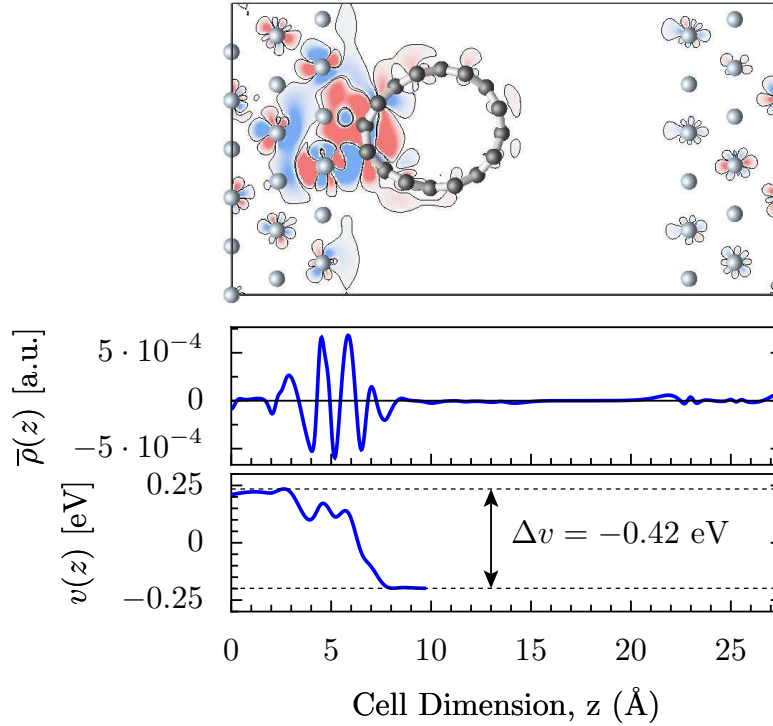 ρ̅(z) [a.u.]
5 · 10⁻⁴
0
−5 · 10⁻⁴
v(z) [eV]
0.25
0
−0.25
Δv = −0.42 eV
0 5 10 15 20 25
Cell Dimension, z (Å)